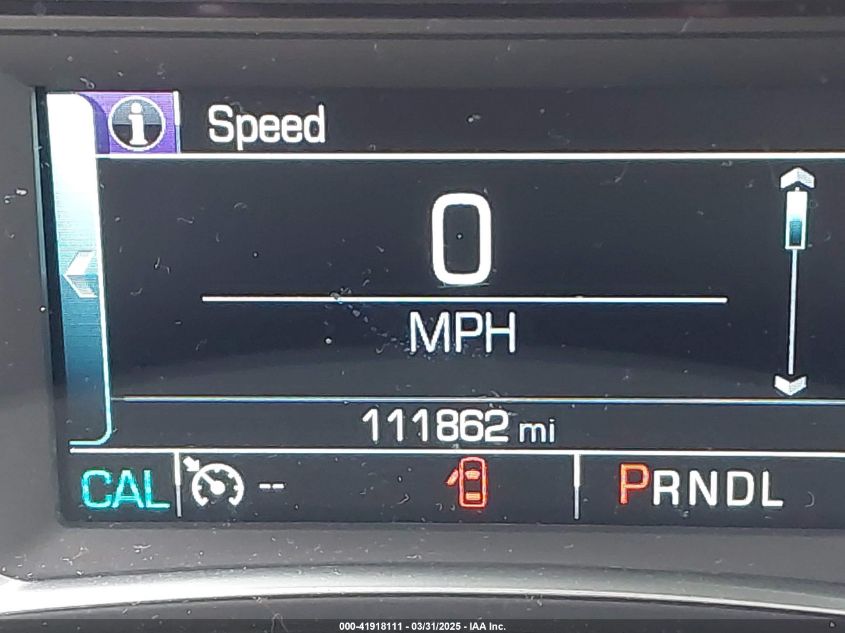 i Speed
0
MPH
111862 mi
CAL -- PRNDL
000-41918111 - 03/31/2025 - IAA Inc.